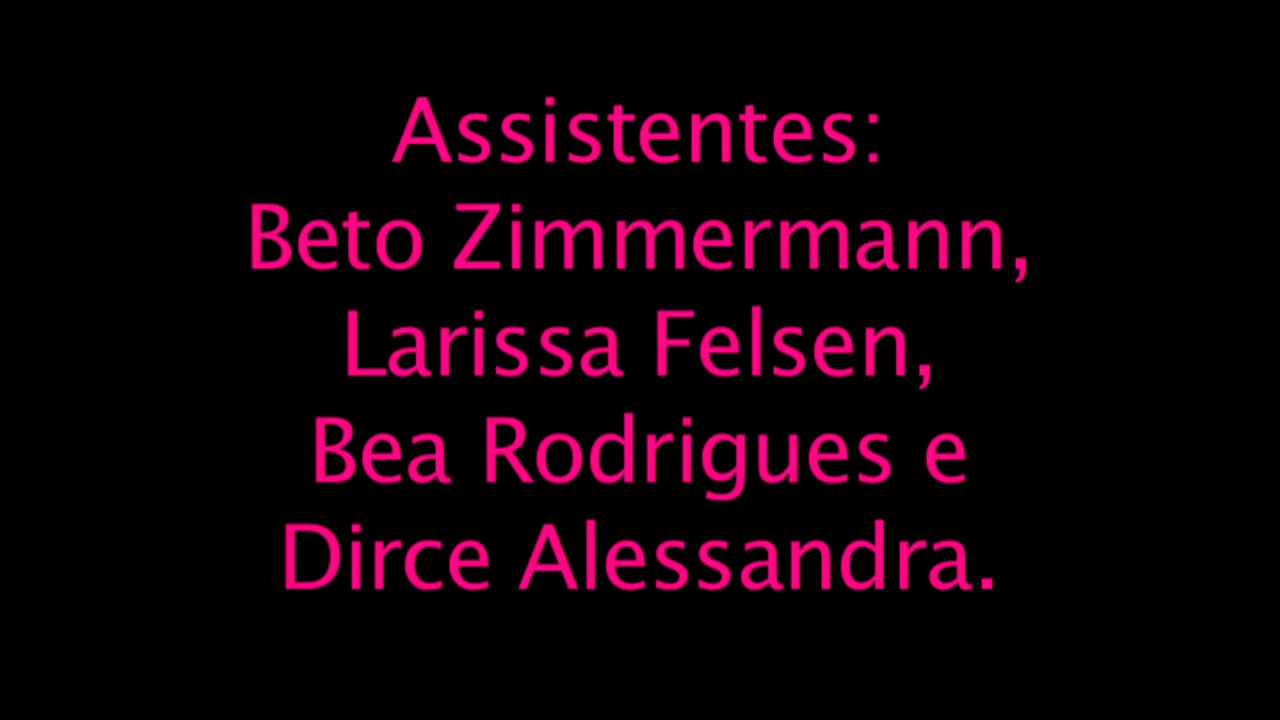 Assistentes:
Beto Zimmermann,
Larissa Felsen,
Bea Rodrigues e
Dirce Alessandra.